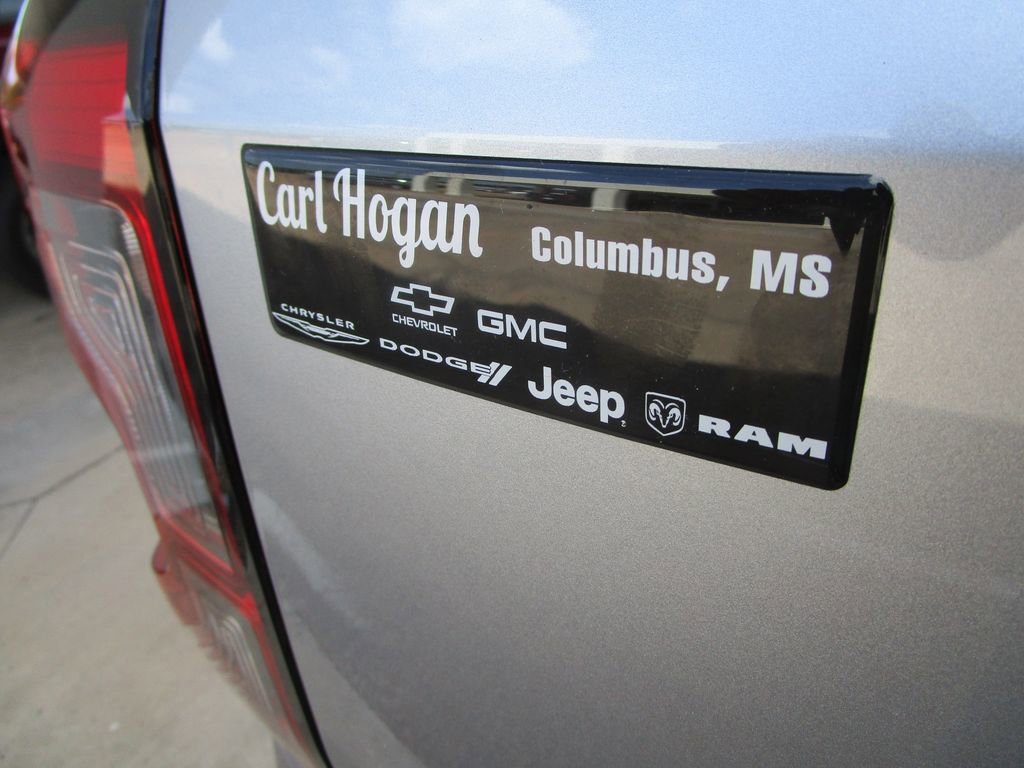 Carl Hogan Columbus, MS
CHEVROLET GMC
CHRYSLER DODGE Jeep RAM